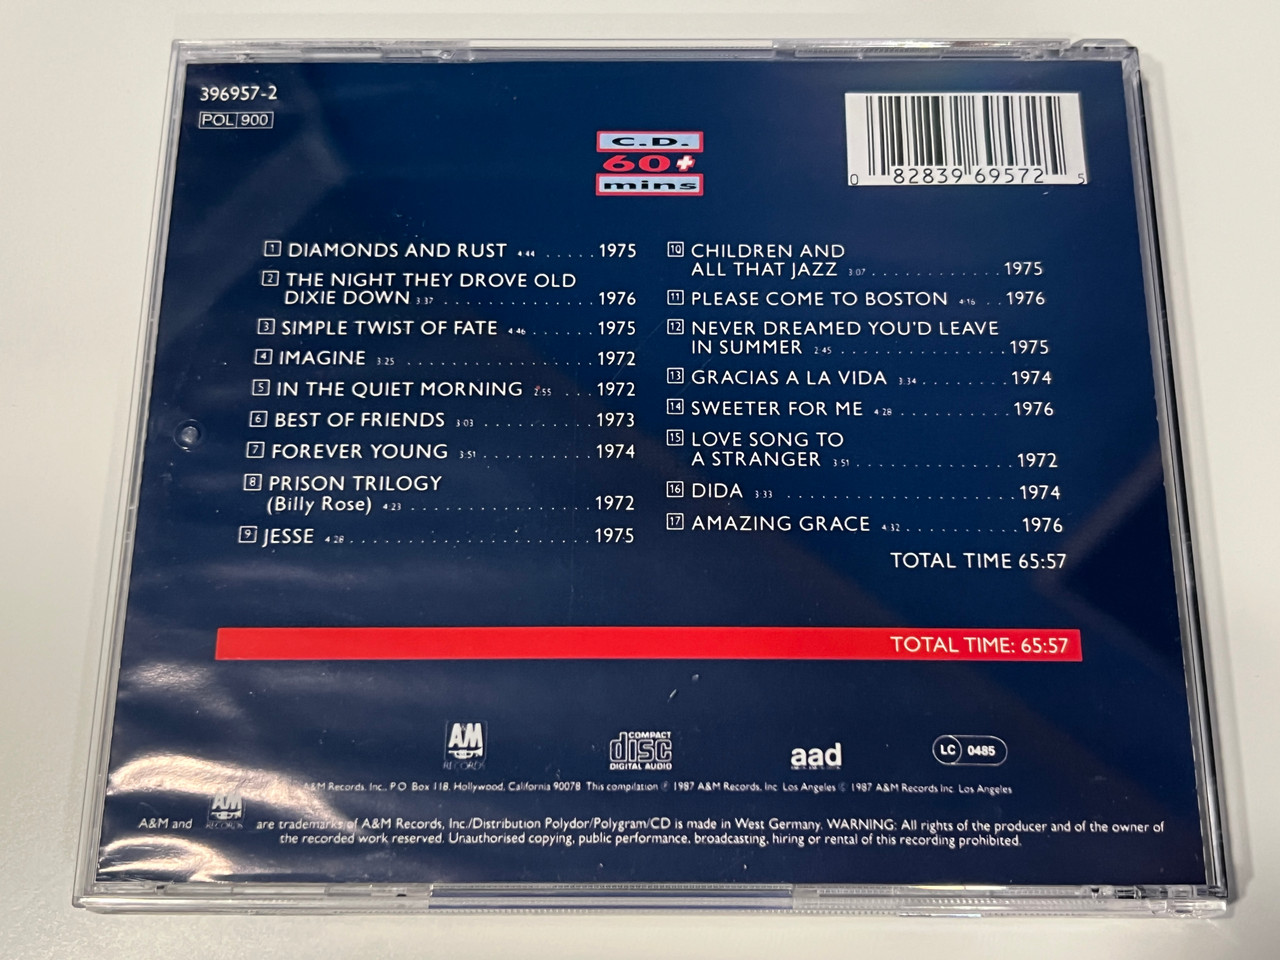 396957-2
POL 900
C.D.
60+
mins
0 82839 69572 5
1 DIAMONDS AND RUST 4:44 ..... 1975
2 THE NIGHT THEY DROVE OLD
DIXIE DOWN 3:37 ................ 1976
3 SIMPLE TWIST OF FATE 4:46 ....... 1975
4 IMAGINE 3:25 .................... 1972
5 IN THE QUIET MORNING 2:55 ... 1972
6 BEST OF FRIENDS 3:03 ........... 1973
7 FOREVER YOUNG 3:51 ........... 1974
8 PRISON TRILOGY
(Billy Rose) 4:23 .................. 1972
9 JESSE 4:28 ....................... 1975
10 CHILDREN AND
ALL THAT JAZZ 3:07 ............. 1975
11 PLEASE COME TO BOSTON 4:16 .. 1976
12 NEVER DREAMED YOU'D LEAVE
IN SUMMER 2:45 ................. 1975
13 GRACIAS A LA VIDA 3:34 ......... 1974
14 SWEETER FOR ME 4:28 ........... 1976
15 LOVE SONG TO
A STRANGER 3:51 ................ 1972
16 DIDA 3:33 ....................... 1974
17 AMAZING GRACE 4:32 ............ 1976
TOTAL TIME 65:57
TOTAL TIME: 65:57
A&M RECORDS
COMPACT disc DIGITAL AUDIO
aad
LC 0485
A&M Records, Inc., P.O. Box 118, Hollywood, California 90078 This compilation ℗ 1987 A&M Records, Inc. Los Angeles © 1987 A&M Records Inc. Los Angeles
A&M and AM RECORDS are trademarks of A&M Records, Inc./Distribution Polydor/Polygram/CD is made in West Germany. WARNING: All rights of the producer and of the owner of
the recorded work reserved. Unauthorised copying, public performance, broadcasting, hiring or rental of this recording prohibited.